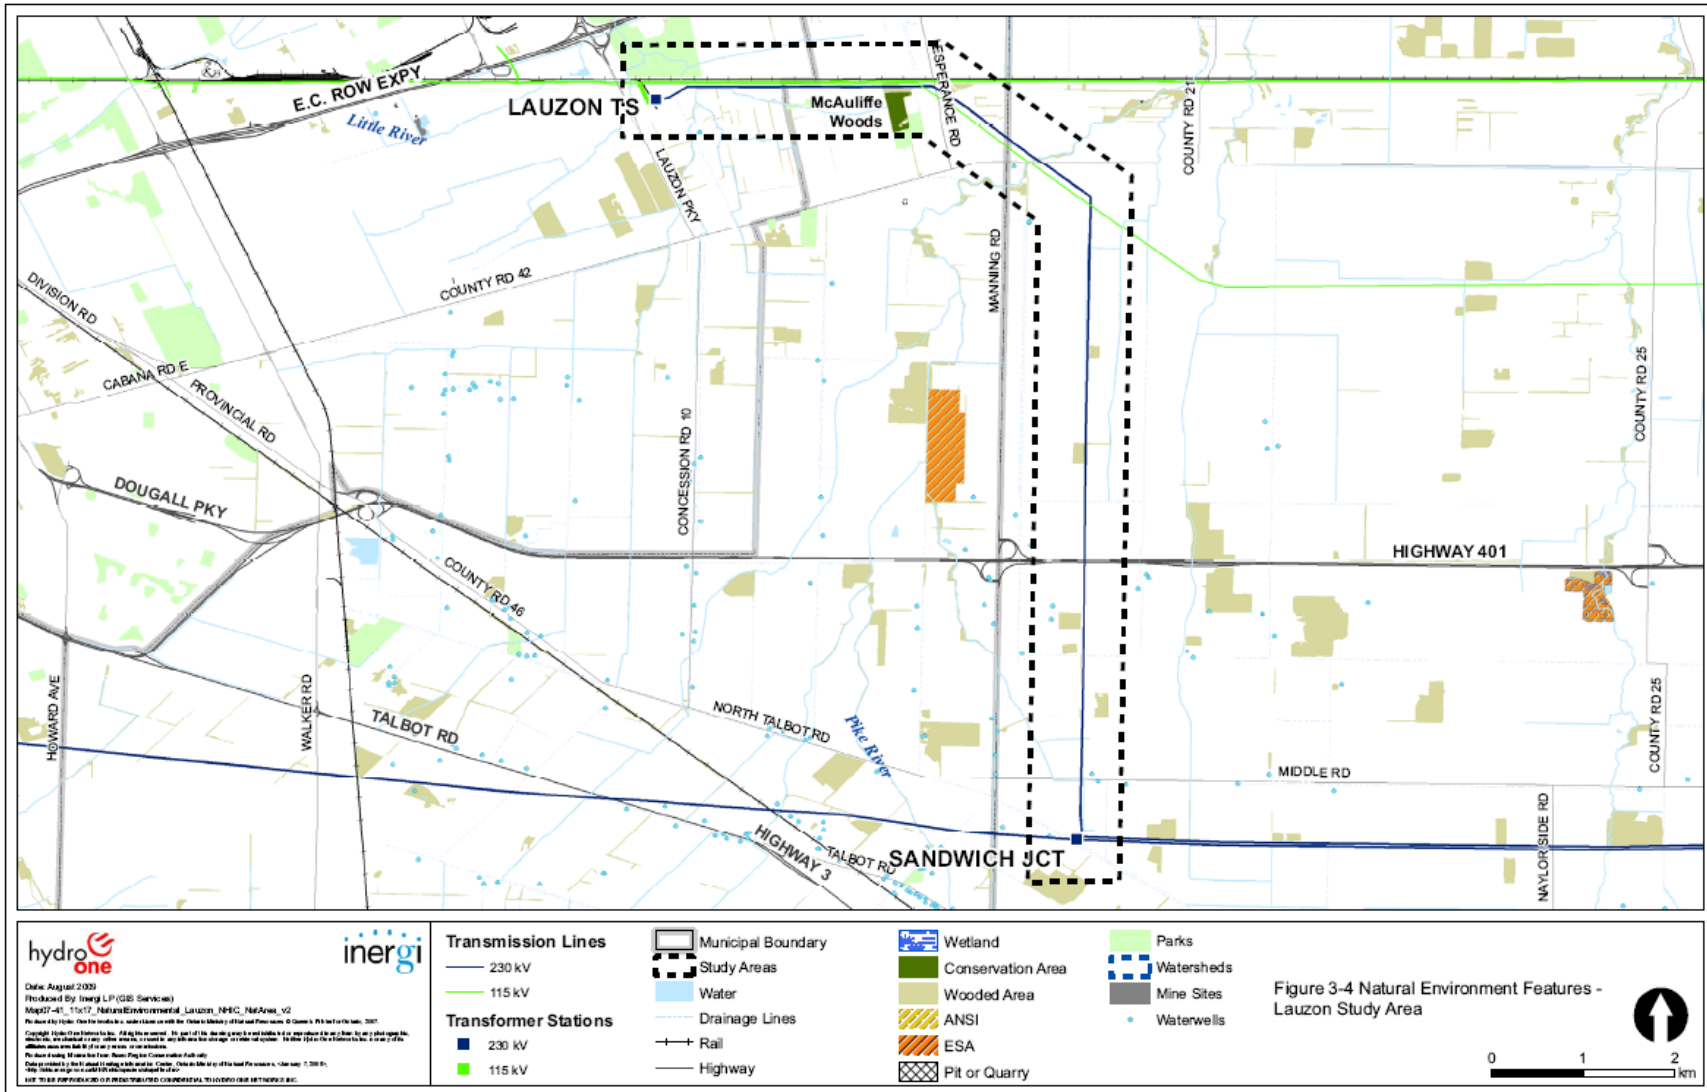 E.C. ROW EXPY
Little River
LAUZON TS
McAuliffe
Woods
LESPERANCE RD
COUNTY RD 21
LAUZON PKY
MANNING RD
COUNTY RD 42
DIVISION RD
CABANA RD E
PROVINCIAL RD
CONCESSION RD 10
COUNTY RD 25
DOUGALL PKY
HIGHWAY 401
COUNTY RD 46
HOWARD AVE
WALKER RD
TALBOT RD
NORTH TALBOT RD
Pike River
COUNTY RD 25
MIDDLE RD
NAYLOR SIDE RD
HIGHWAY 3
TALBOT RD
SANDWICH JCT
hydro
one
inergi
Date: August 2009
Produced By: Inergi LP (GIS Services)
Map07-41_11x17_NaturalEnvironmental_Lauzon_NHIC_NatArea_v2
Transmission Lines
230 kV
115 kV
Transformer Stations
230 kV
115 kV
Municipal Boundary
Study Areas
Water
Drainage Lines
Rail
Highway
Wetland
Conservation Area
Wooded Area
ANSI
ESA
Pit or Quarry
Parks
Watersheds
Mine Sites
Waterwells
Figure 3-4 Natural Environment Features -
Lauzon Study Area
0 1 2
km